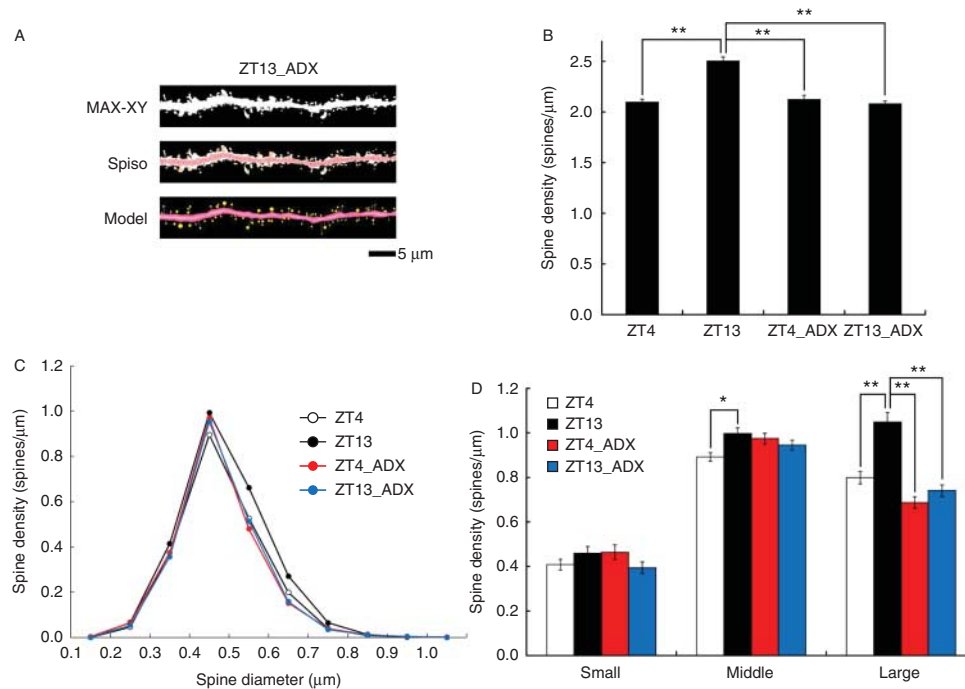 A
ZT13_ADX
MAX-XY
Spiso
Model
5 μm
B
Spine density (spines/μm)
2.5
2.0
1.5
1.0
0.5
0.0
**
**
**
ZT4
ZT13
ZT4_ADX
ZT13_ADX
C
Spine density (spines/μm)
1.2
1.0
0.8
0.6
0.4
0.2
0.0
ZT4
ZT13
ZT4_ADX
ZT13_ADX
0.1 0.2 0.3 0.4 0.5 0.6 0.7 0.8 0.9 1.0
Spine diameter (μm)
D
Spine density (spines/μm)
1.2
1.0
0.8
0.6
0.4
0.2
0.0
ZT4
ZT13
ZT4_ADX
ZT13_ADX
*
**
**
**
Small Middle Large